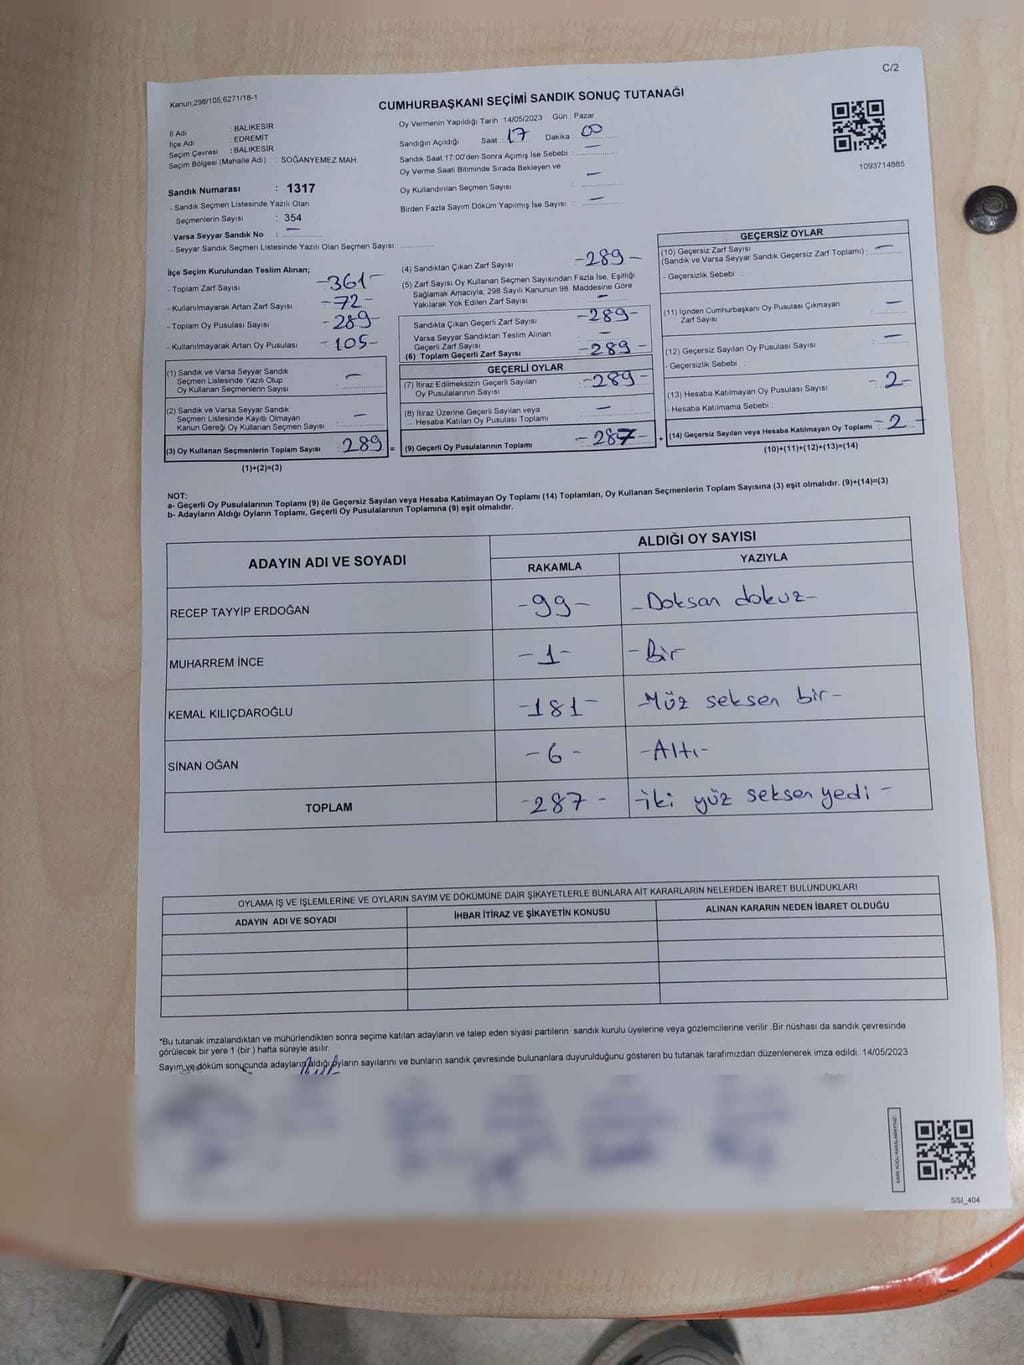 Kanun;298/105,6271/18-1
C/2
CUMHURBAŞKANI SEÇİMİ SANDIK SONUÇ TUTANAĞI
İl Adı : BALIKESİR
İlçe Adı : EDREMİT
Seçim Çevresi : BALIKESİR
Seçim Bölgesi (Mahalle Adı) : SOĞANYEMEZ MAH.
Sandık Numarası : 1317
- Sandık Seçmen Listesinde Yazılı Olan
Seçmenlerin Sayısı : 354
Varsa Seyyar Sandık No : —
- Seyyar Sandık Seçmen Listesinde Yazılı Olan Seçmen Sayısı :
Oy Vermenin Yapıldığı Tarih :14/05/2023 Gün : Pazar
Sandığın Açıldığı Saat : 17 Dakika : 00
Sandık Saat 17.00'den Sonra Açımış İse Sebebi : —
Oy Verme Saati Bitiminde Sırada Bekleyen ve
Oy Kullandırılan Seçmen Sayısı : —
Birden Fazla Sayım Döküm Yapılmış İse Sayısı : —
1093714885
İlçe Seçim Kurulundan Teslim Alınan;
- Toplam Zarf Sayısı -361-
- Kullanılmayarak Artan Zarf Sayısı -72-
- Toplam Oy Pusulası Sayısı -289-
- Kullanılmayarak Artan Oy Pusulası -105-
(1) Sandık ve Varsa Seyyar Sandık
Seçmen Listesinde Yazılı Olup
Oy Kullanan Seçmenlerin Sayısı : —
(2) Sandık ve Varsa Seyyar Sandık
Seçmen Listesinde Kayıtlı Olmayan
Kanun Gereği Oy Kullanan Seçmen Sayısı : —
(3) Oy Kullanan Seçmenlerin Toplam Sayısı : 289 =
(1)+(2)=(3)
(4) Sandıktan Çıkan Zarf Sayısı -289-
(5) Zarf Sayısı Oy Kullanan Seçmen Sayısından Fazla İse, Eşitliği
Sağlamak Amacıyla, 298 Sayılı Kanunun 98. Maddesine Göre
Yakılarak Yok Edilen Zarf Sayısı : —
Sandıkta Çıkan Geçerli Zarf Sayısı -289-
Varsa Seyyar Sandıktan Teslim Alınan
Geçerli Zarf Sayısı : —
(6) Toplam Geçerli Zarf Sayısı -289-
GEÇERLİ OYLAR
(7) İtiraz Edilmeksizin Geçerli Sayılan
Oy Pusulalarının Sayısı -289-
(8) İtiraz Üzerine Geçerli Sayılan veya
Hesaba Katılan Oy Pusulası Toplamı : —
(9) Geçerli Oy Pusulalarının Toplamı -287- +
GEÇERSİZ OYLAR
(10) Geçersiz Zarf Sayısı
(Sandık ve Varsa Seyyar Sandık Geçersiz Zarf Toplamı) : —
- Geçersizlik Sebebi :
(11) İçinden Cumhurbaşkanı Oy Pusulası Çıkmayan
Zarf Sayısı : —
(12) Geçersiz Sayılan Oy Pusulası Sayısı : —
- Geçersizlik Sebebi :
(13) Hesaba Katılmayan Oy Pusulası Sayısı - 2 -
- Hesaba Katılmama Sebebi :
(14) Geçersiz Sayılan veya Hesaba Katılmayan Oy Toplamı : - 2 -
(10)+(11)+(12)+(13)=(14)
NOT:
a- Geçerli Oy Pusulalarının Toplamı (9) ile Geçersiz Sayılan veya Hesaba Katılmayan Oy Toplamı (14) Toplamları, Oy Kullanan Seçmenlerin Toplam Sayısına (3) eşit olmalıdır. (9)+(14)=(3)
b- Adayların Aldığı Oyların Toplamı, Geçerli Oy Pusulalarının Toplamına (9) eşit olmalıdır.
ADAYIN ADI VE SOYADI
ALDIĞI OY SAYISI
RAKAMLA YAZIYLA
RECEP TAYYİP ERDOĞAN -99- -Doksan dokuz-
MUHARREM İNCE -1- -Bir
KEMAL KILIÇDAROĞLU -181- -Yüz seksen bir-
SİNAN OĞAN -6- -Altı-
TOPLAM -287- -iki yüz seksen yedi-
OYLAMA İŞ VE İŞLEMLERİNE VE OYLARIN SAYIM VE DÖKÜMÜNE DAİR ŞİKAYETLERLE BUNLARA AİT KARARLARIN NELERDEN İBARET BULUNDUKLARI
ADAYIN ADI VE SOYADI İHBAR İTİRAZ VE ŞİKAYETİN KONUSU ALINAN KARARIN NEDEN İBARET OLDUĞU
*Bu tutanak imzalandıktan ve mühürlendikten sonra seçime katılan adayların ve talep eden siyasi partilerin sandık kurulu üyelerine veya gözlemcilerine verilir .Bir nüshası da sandık çevresinde
görülecek bir yere 1 (bir ) hafta süreyle asılır.
Sayım ve döküm sonucunda adayların aldığı oyların sayılarını ve bunların sandık çevresinde bulunanlara duyurulduğunu gösteren bu tutanak tarafımızdan düzenlenerek imza edildi. 14/05/2023
SSI_404